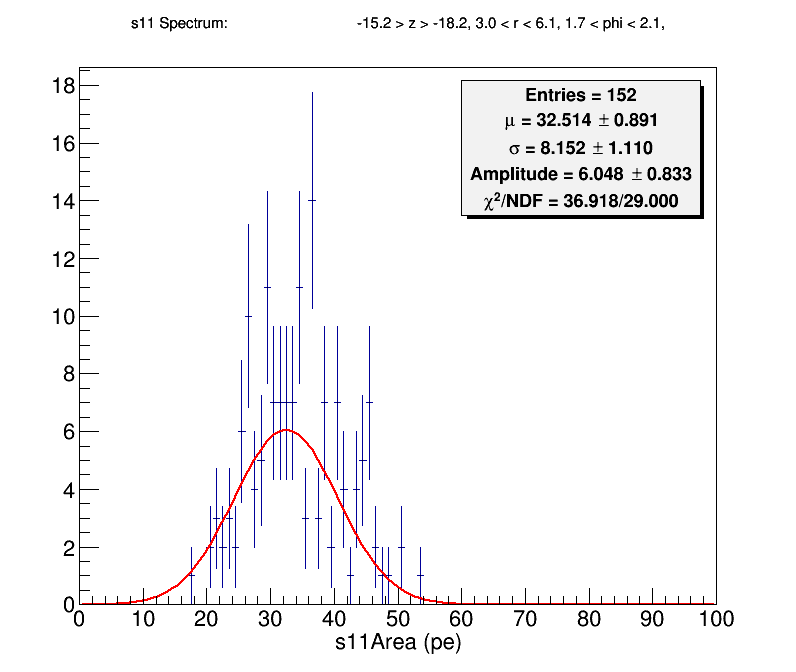 s11 Spectrum: -15.2 > z > -18.2, 3.0 < r < 6.1, 1.7 < phi < 2.1,
Entries = 152
μ = 32.514 ± 0.891
σ = 8.152 ± 1.110
Amplitude = 6.048 ± 0.833
χ²/NDF = 36.918/29.000
18
16
14
12
10
8
6
4
2
0
0 10 20 30 40 50 60 70 80 90 100
s11Area (pe)